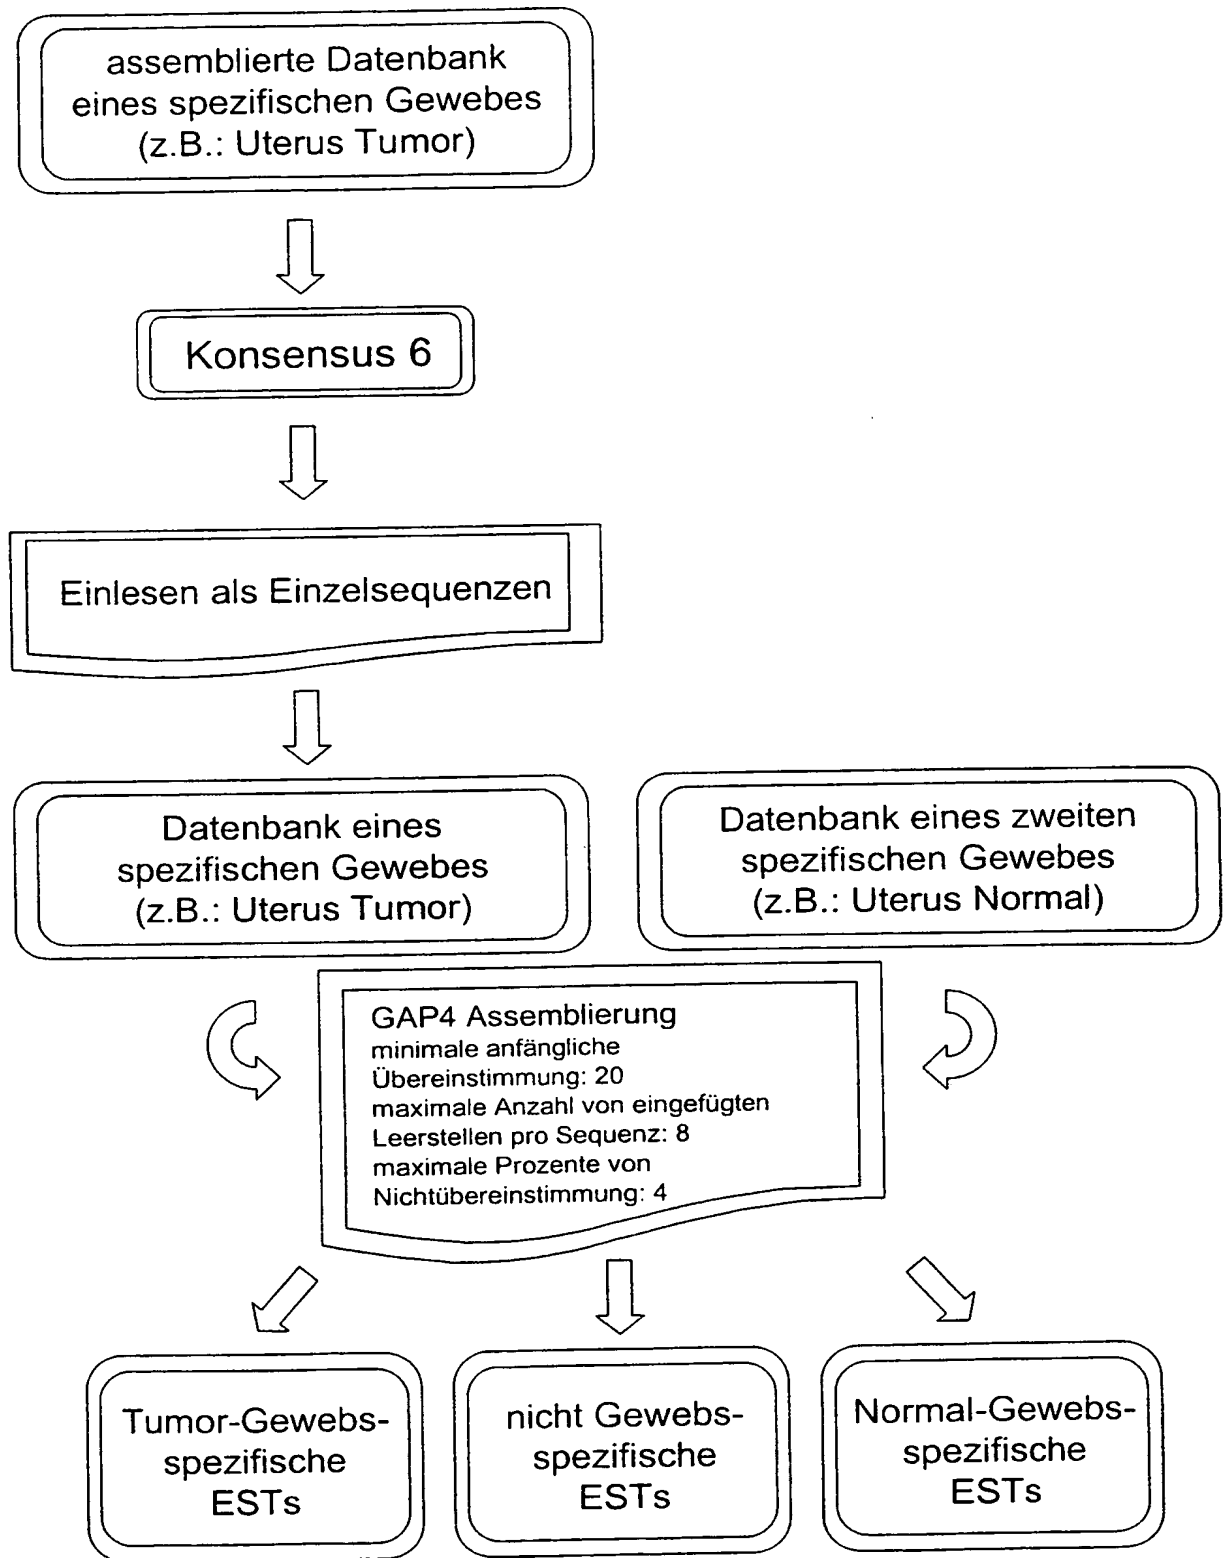 assemblierte Datenbank
eines spezifischen Gewebes
(z.B.: Uterus Tumor)
Konsensus 6
Einlesen als Einzelsequenzen
Datenbank eines
spezifischen Gewebes
(z.B.: Uterus Tumor)
Datenbank eines zweiten
spezifischen Gewebes
(z.B.: Uterus Normal)
GAP4 Assemblierung
minimale anfängliche
Übereinstimmung: 20
maximale Anzahl von eingefügten
Leerstellen pro Sequenz: 8
maximale Prozente von
Nichtübereinstimmung: 4
Tumor-Gewebs-
spezifische
ESTs
nicht Gewebs-
spezifische
ESTs
Normal-Gewebs-
spezifische
ESTs